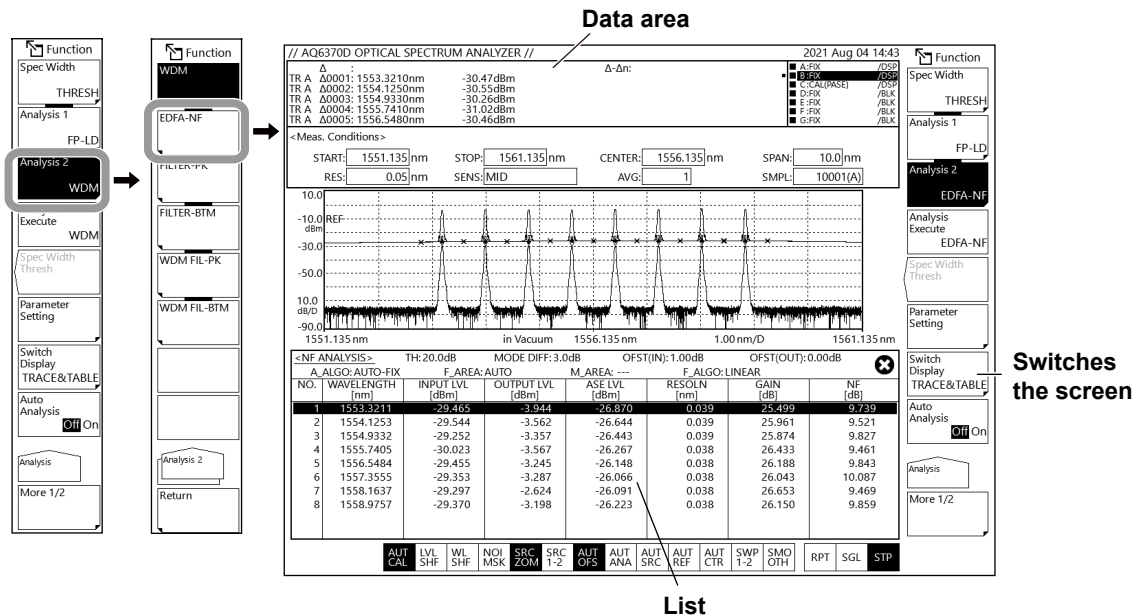 Data area
Function
Spec Width
THRESH
Analysis 1
FP-LD
Analysis 2
WDM
Execute
WDM
Spec Width
Thresh
Parameter
Setting
Switch
Display
TRACE&TABLE
Auto
Analysis
Off On
Analysis
More 1/2
Function
WDM
EDFA-NF
FILTER-PK
FILTER-BTM
WDM FIL-PK
WDM FIL-BTM
Analysis 2
Return
// AQ6370D OPTICAL SPECTRUM ANALYZER // 2021 Aug 04 14:43
Δ : Δ-Δn:
TR A Δ0001: 1553.3210nm -30.47dBm
TR A Δ0002: 1554.1250nm -30.55dBm
TR A Δ0003: 1554.9330nm -30.26dBm
TR A Δ0004: 1555.7410nm -31.02dBm
TR A Δ0005: 1556.5480nm -30.46dBm
A:FIX /DSP
B:FIX /DSP
C:CAL(PASE) /DSP
D:FIX /BLK
E:FIX /BLK
F:FIX /BLK
G:FIX /BLK
<Meas. Conditions>
START: 1551.135 nm STOP: 1561.135 nm CENTER: 1556.135 nm SPAN: 10.0 nm
RES: 0.05 nm SENS: MID AVG: 1 SMPL: 10001(A)
10.0
-10.0 REF
dBm
-30.0
-50.0
10.0
dB/D
-90.0
1551.135 nm in Vacuum 1556.135 nm 1.00 nm/D 1561.135 nm
<NF ANALYSIS> TH:20.0dB MODE DIFF: 3.0dB OFST(IN):1.00dB OFST(OUT):0.00dB
A_ALGO: AUTO-FIX F_AREA: AUTO M_AREA: --- F_ALGO: LINEAR
NO. WAVELENGTH INPUT LVL OUTPUT LVL ASE LVL RESOLN GAIN NF
[nm] [dBm] [dBm] [dBm] [nm] [dB] [dB]
1 1553.3211 -29.465 -3.944 -26.870 0.039 25.499 9.739
2 1554.1253 -29.544 -3.562 -26.644 0.039 25.961 9.521
3 1554.9332 -29.252 -3.357 -26.443 0.039 25.874 9.827
4 1555.7405 -30.023 -3.567 -26.267 0.038 26.433 9.461
5 1556.5484 -29.455 -3.245 -26.148 0.038 26.188 9.843
6 1557.3555 -29.353 -3.287 -26.066 0.038 26.043 10.087
7 1558.1637 -29.297 -2.624 -26.091 0.038 26.653 9.469
8 1558.9757 -29.370 -3.198 -26.223 0.038 26.150 9.859
AUT LVL WL NOI SRC SRC AUT AUT AUT AUT AUT SWP SMO RPT SGL STP
CAL SHF SHF MSK ZOM 1-2 OFS ANA SRC REF CTR 1-2 OTH
Function
Spec Width
THRESH
Analysis 1
FP-LD
Analysis 2
EDFA-NF
Analysis
Execute
EDFA-NF
Spec Width
Thresh
Parameter
Setting
Switch
Display
TRACE&TABLE
Auto
Analysis
Off On
Analysis
More 1/2
Switches
the screen
List